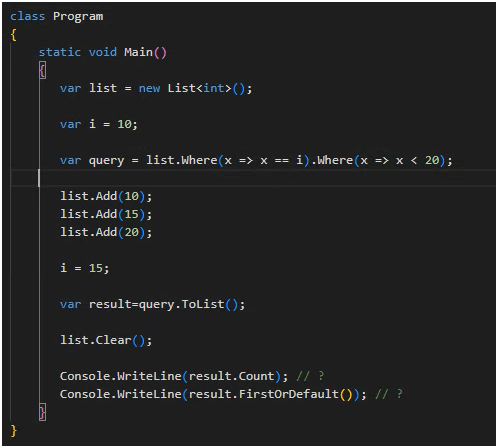 class Program
{
static void Main()
{
var list = new List<int>();
var i = 10;
var query = list.Where(x => x == i).Where(x => x < 20);
list.Add(10);
list.Add(15);
list.Add(20);
i = 15;
var result=query.ToList();
list.Clear();
Console.WriteLine(result.Count); // ?
Console.WriteLine(result.FirstOrDefault()); // ?
}
}